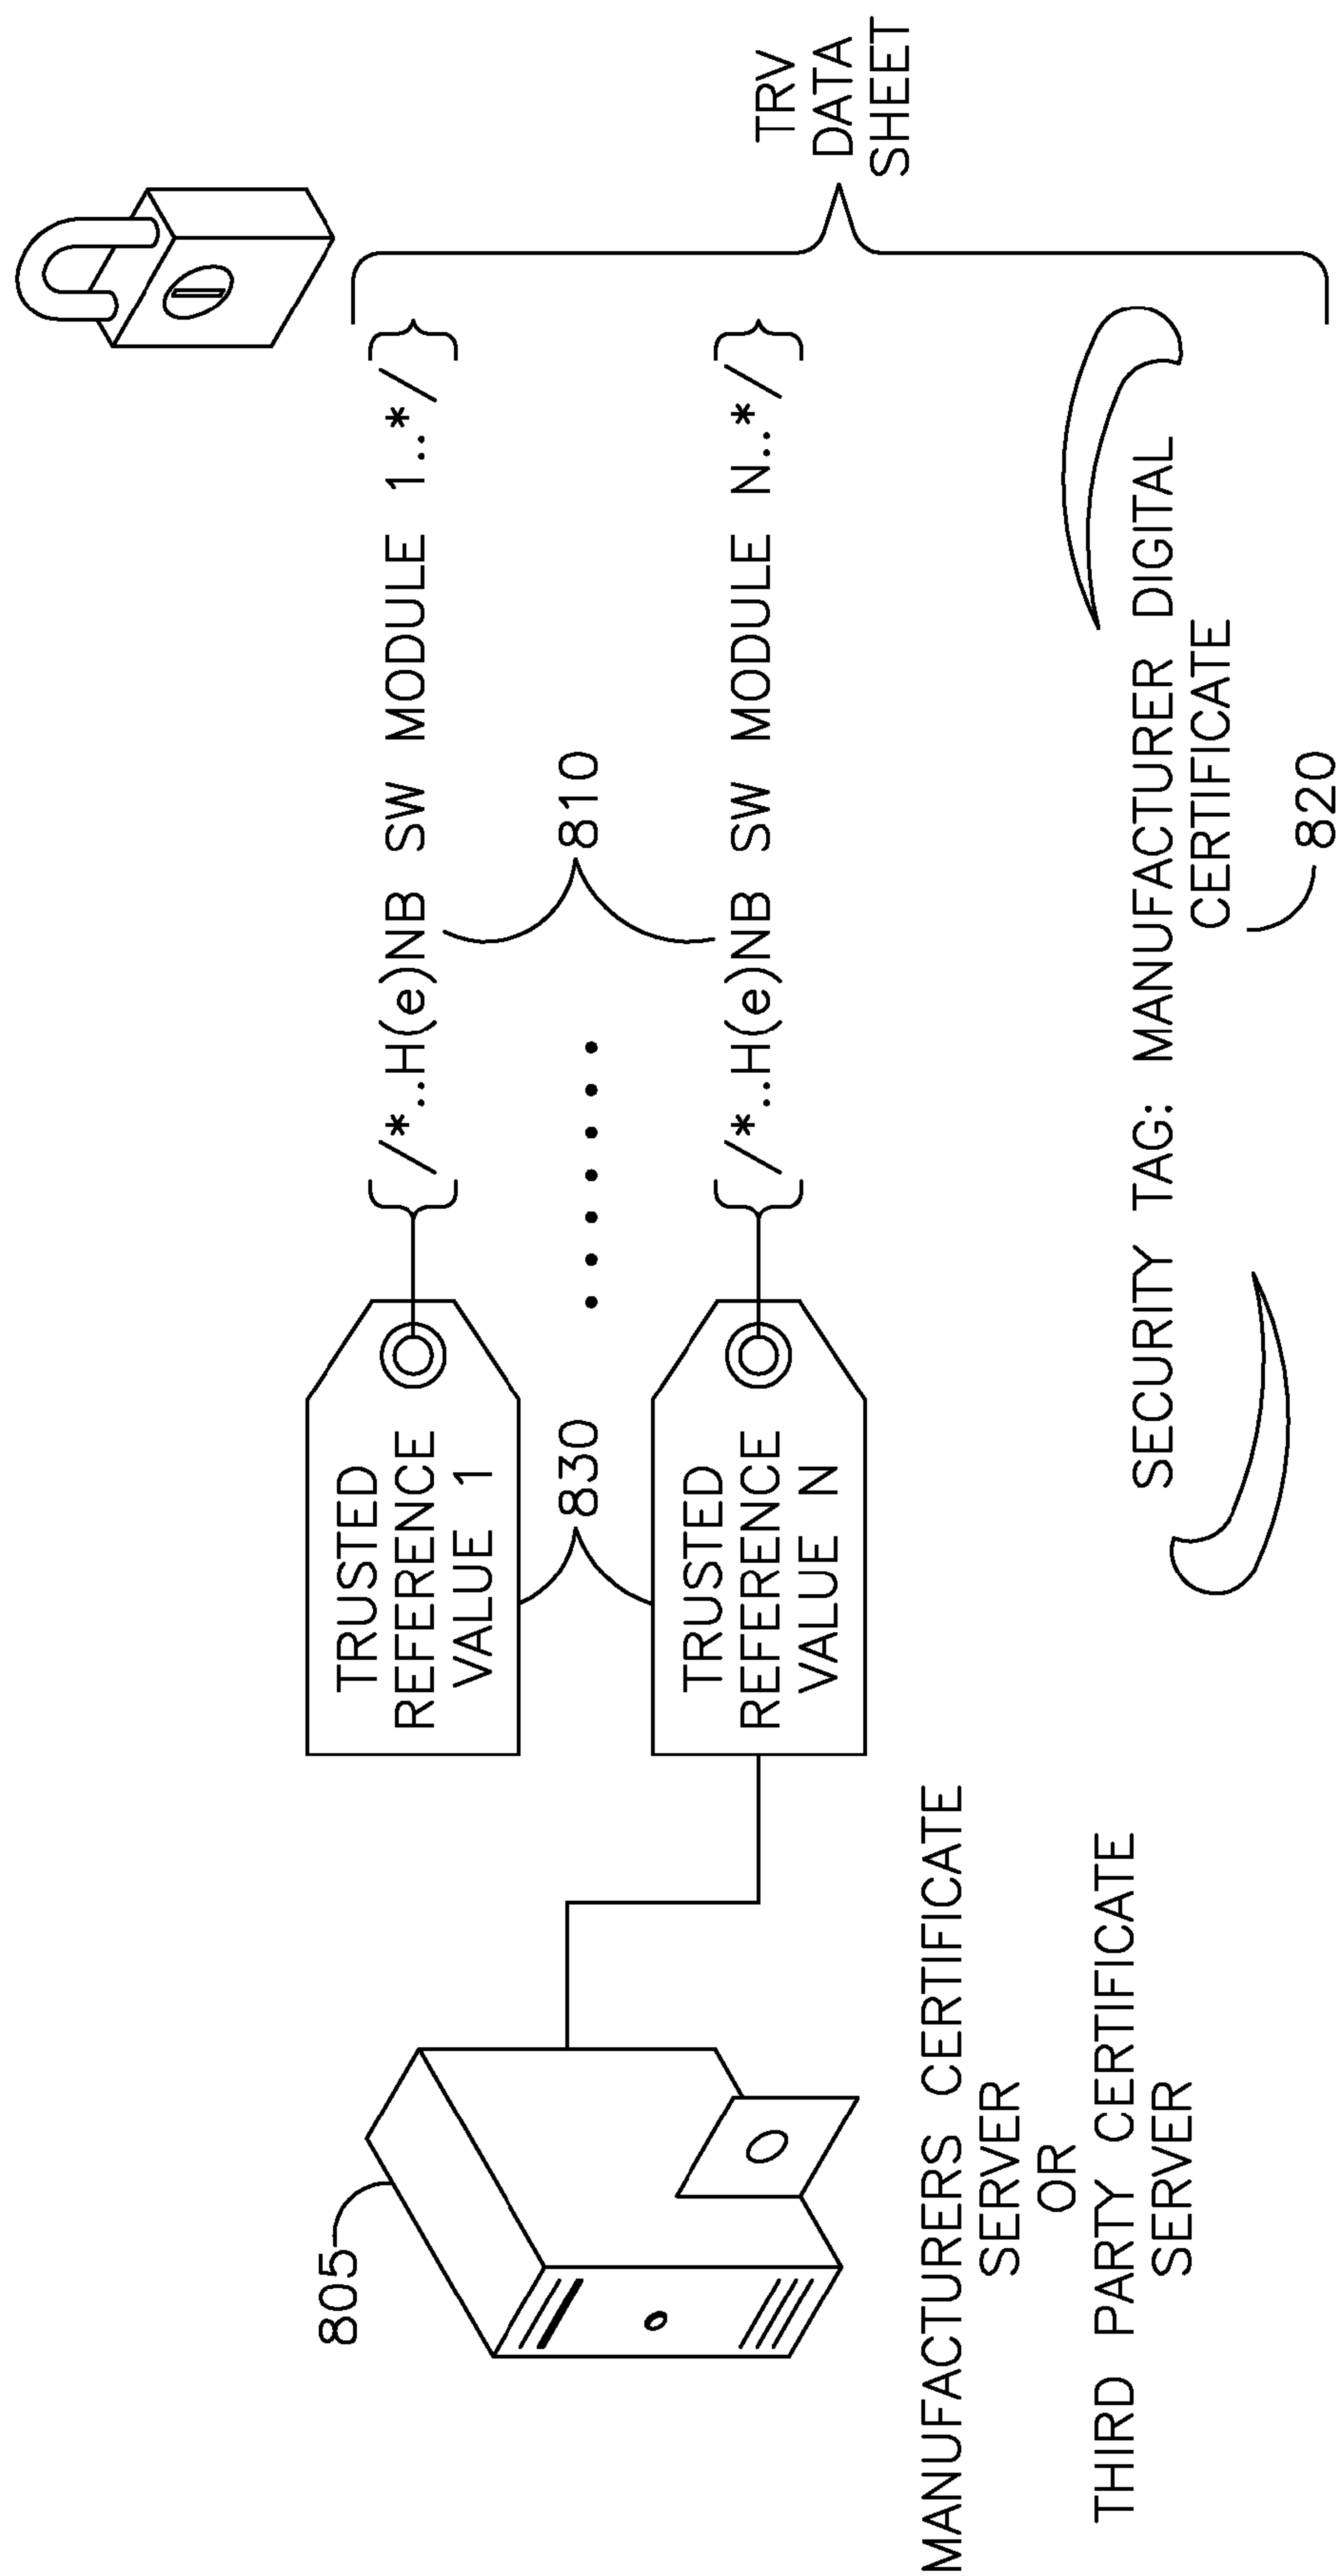 805
MANUFACTURERS CERTIFICATE
SERVER
OR
THIRD PARTY CERTIFICATE
SERVER
TRUSTED
REFERENCE
VALUE 1
830
TRUSTED
REFERENCE
VALUE N
/*..H(e)NB SW MODULE 1..*/
810
/*..H(e)NB SW MODULE N..*/
SECURITY TAG: MANUFACTURER DIGITAL
CERTIFICATE
820
TRV
DATA
SHEET